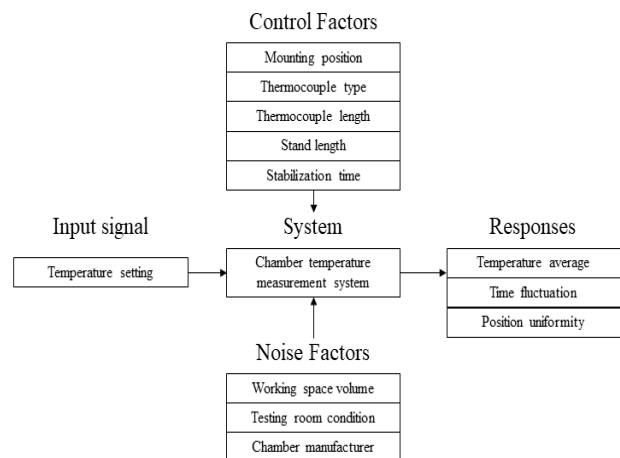 Control Factors
Mounting position
Thermocouple type
Thermocouple length
Stand length
Stabilization time
Input signal
Temperature setting
System
Chamber temperature
measurement system
Responses
Temperature average
Time fluctuation
Position uniformity
Noise Factors
Working space volume
Testing room condition
Chamber manufacturer